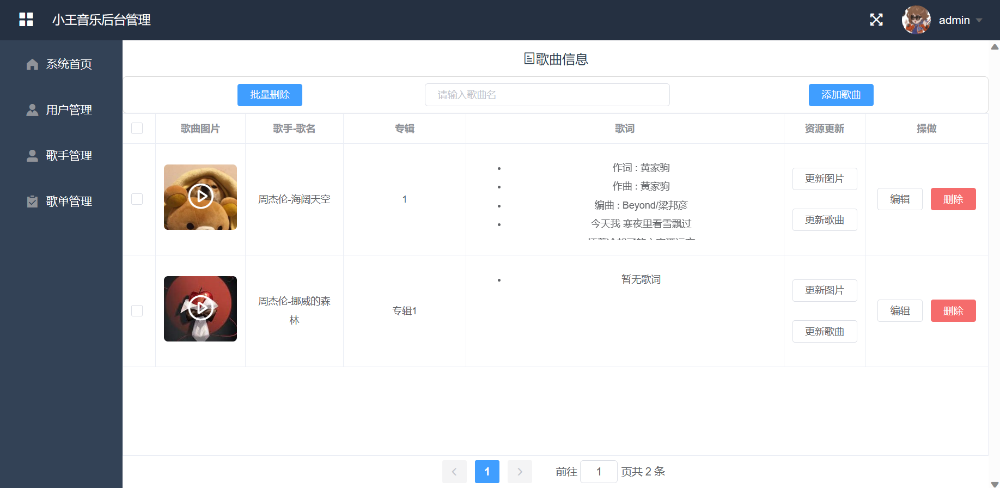 小王音乐后台管理
admin
系统首页
用户管理
歌手管理
歌单管理
歌曲信息
批量删除
请输入歌曲名
添加歌曲
歌曲图片
歌手-歌名
专辑
歌词
资源更新
操做
周杰伦-海阔天空
1
作词 : 黄家驹
作曲 : 黄家驹
编曲 : Beyond/梁邦彦
今天我 寒夜里看雪飘过
更新图片
更新歌曲
编辑
删除
周杰伦-挪威的森
林
专辑1
暂无歌词
更新图片
更新歌曲
编辑
删除
1
前往 1 页共 2 条